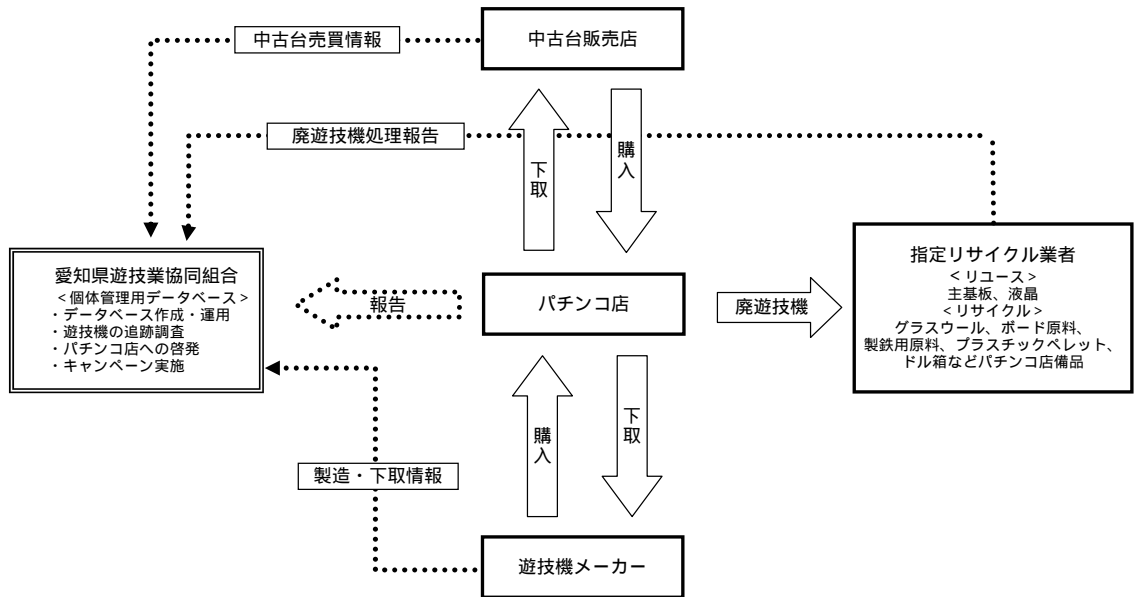 中古台売買情報
中古台販売店
廃遊技機処理報告
下取
購入
愛知県遊技業協同組合
＜個体管理用データベース＞
・データベース作成・運用
・遊技機の追跡調査
・パチンコ店への啓発
・キャンペーン実施
報告
パチンコ店
廃遊技機
指定リサイクル業者
＜リユース＞
主基板、液晶
＜リサイクル＞
グラスウール、ボード原料、
製鉄用原料、プラスチックペレット、
ドル箱などパチンコ店備品
購入
下取
製造・下取情報
遊技機メーカー